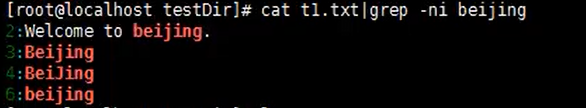 [root@localhost testDir]# cat t1.txt|grep -ni beijing
2:Welcome to beijing.
3:Beijing
4:BeiJing
6:beijing